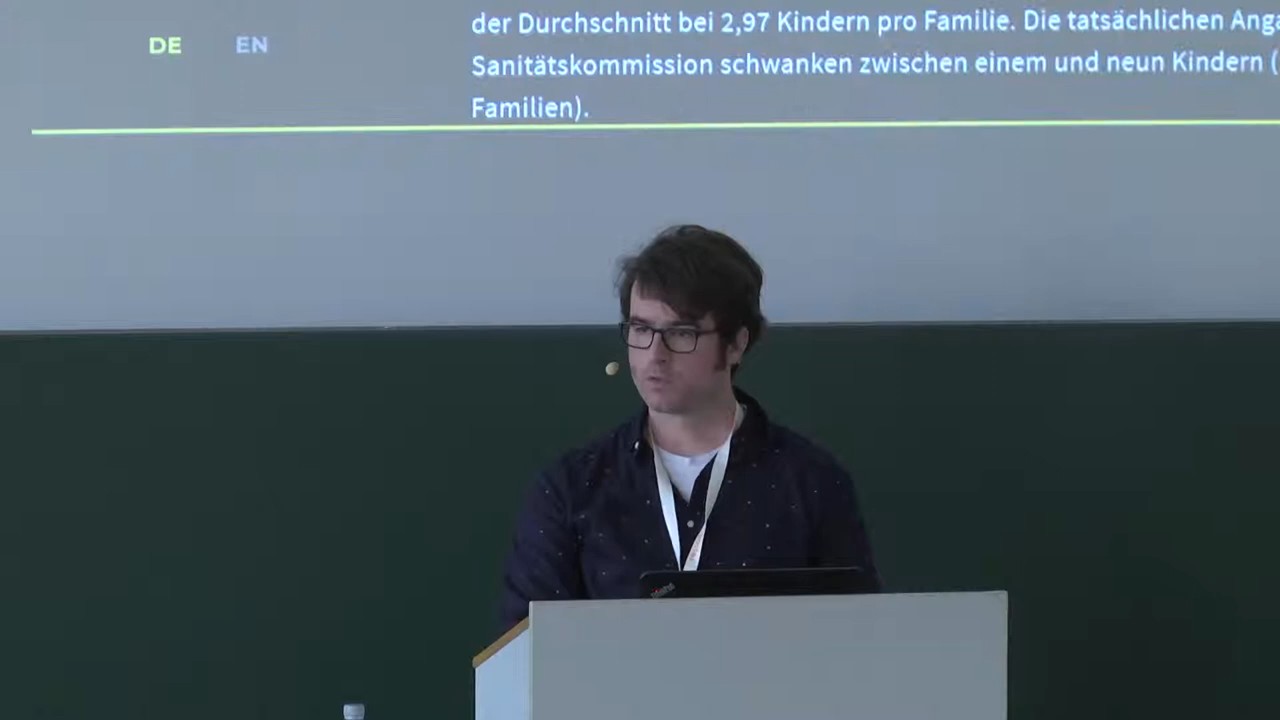 DE EN
der Durchschnitt bei 2,97 Kindern pro Familie. Die tatsächlichen Anga
Sanitätskommission schwanken zwischen einem und neun Kindern (
Familien).